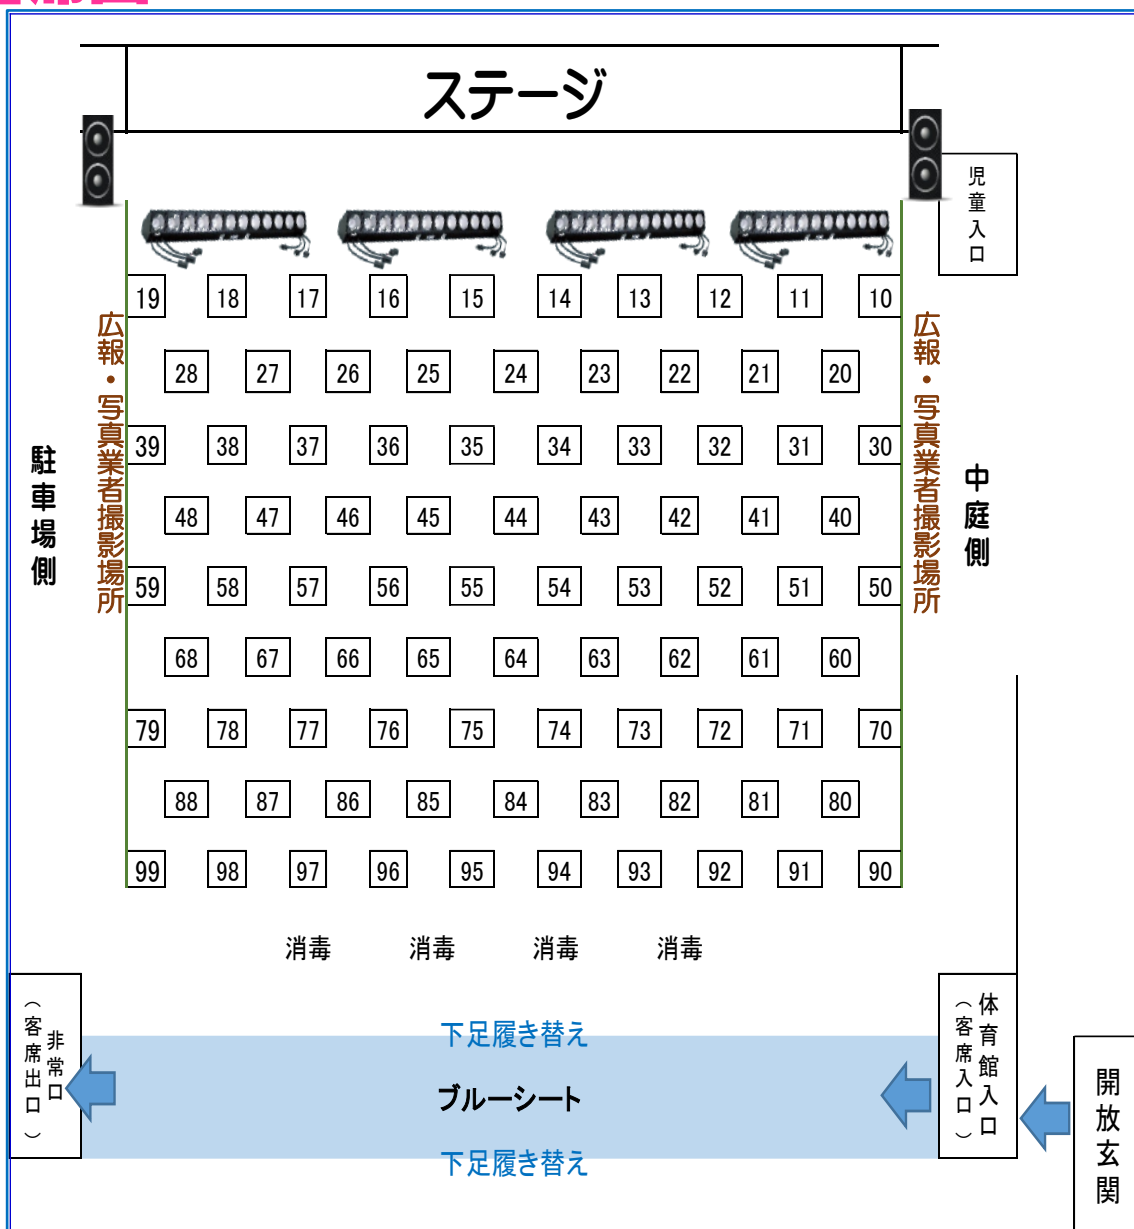 ステージ
児童入口
19 18 17 16 15 14 13 12 11 10
28 27 26 25 24 23 22 21 20
39 38 37 36 35 34 33 32 31 30
48 47 46 45 44 43 42 41 40
59 58 57 56 55 54 53 52 51 50
68 67 66 65 64 63 62 61 60
79 78 77 76 75 74 73 72 71 70
88 87 86 85 84 83 82 81 80
99 98 97 96 95 94 93 92 91 90
広報・写真業者撮影場所
広報・写真業者撮影場所
駐車場側
中庭側
消毒 消毒 消毒 消毒
非常口
（客席出口）
下足履き替え
ブルーシート
下足履き替え
体育館入口
（客席入口）
開放玄関